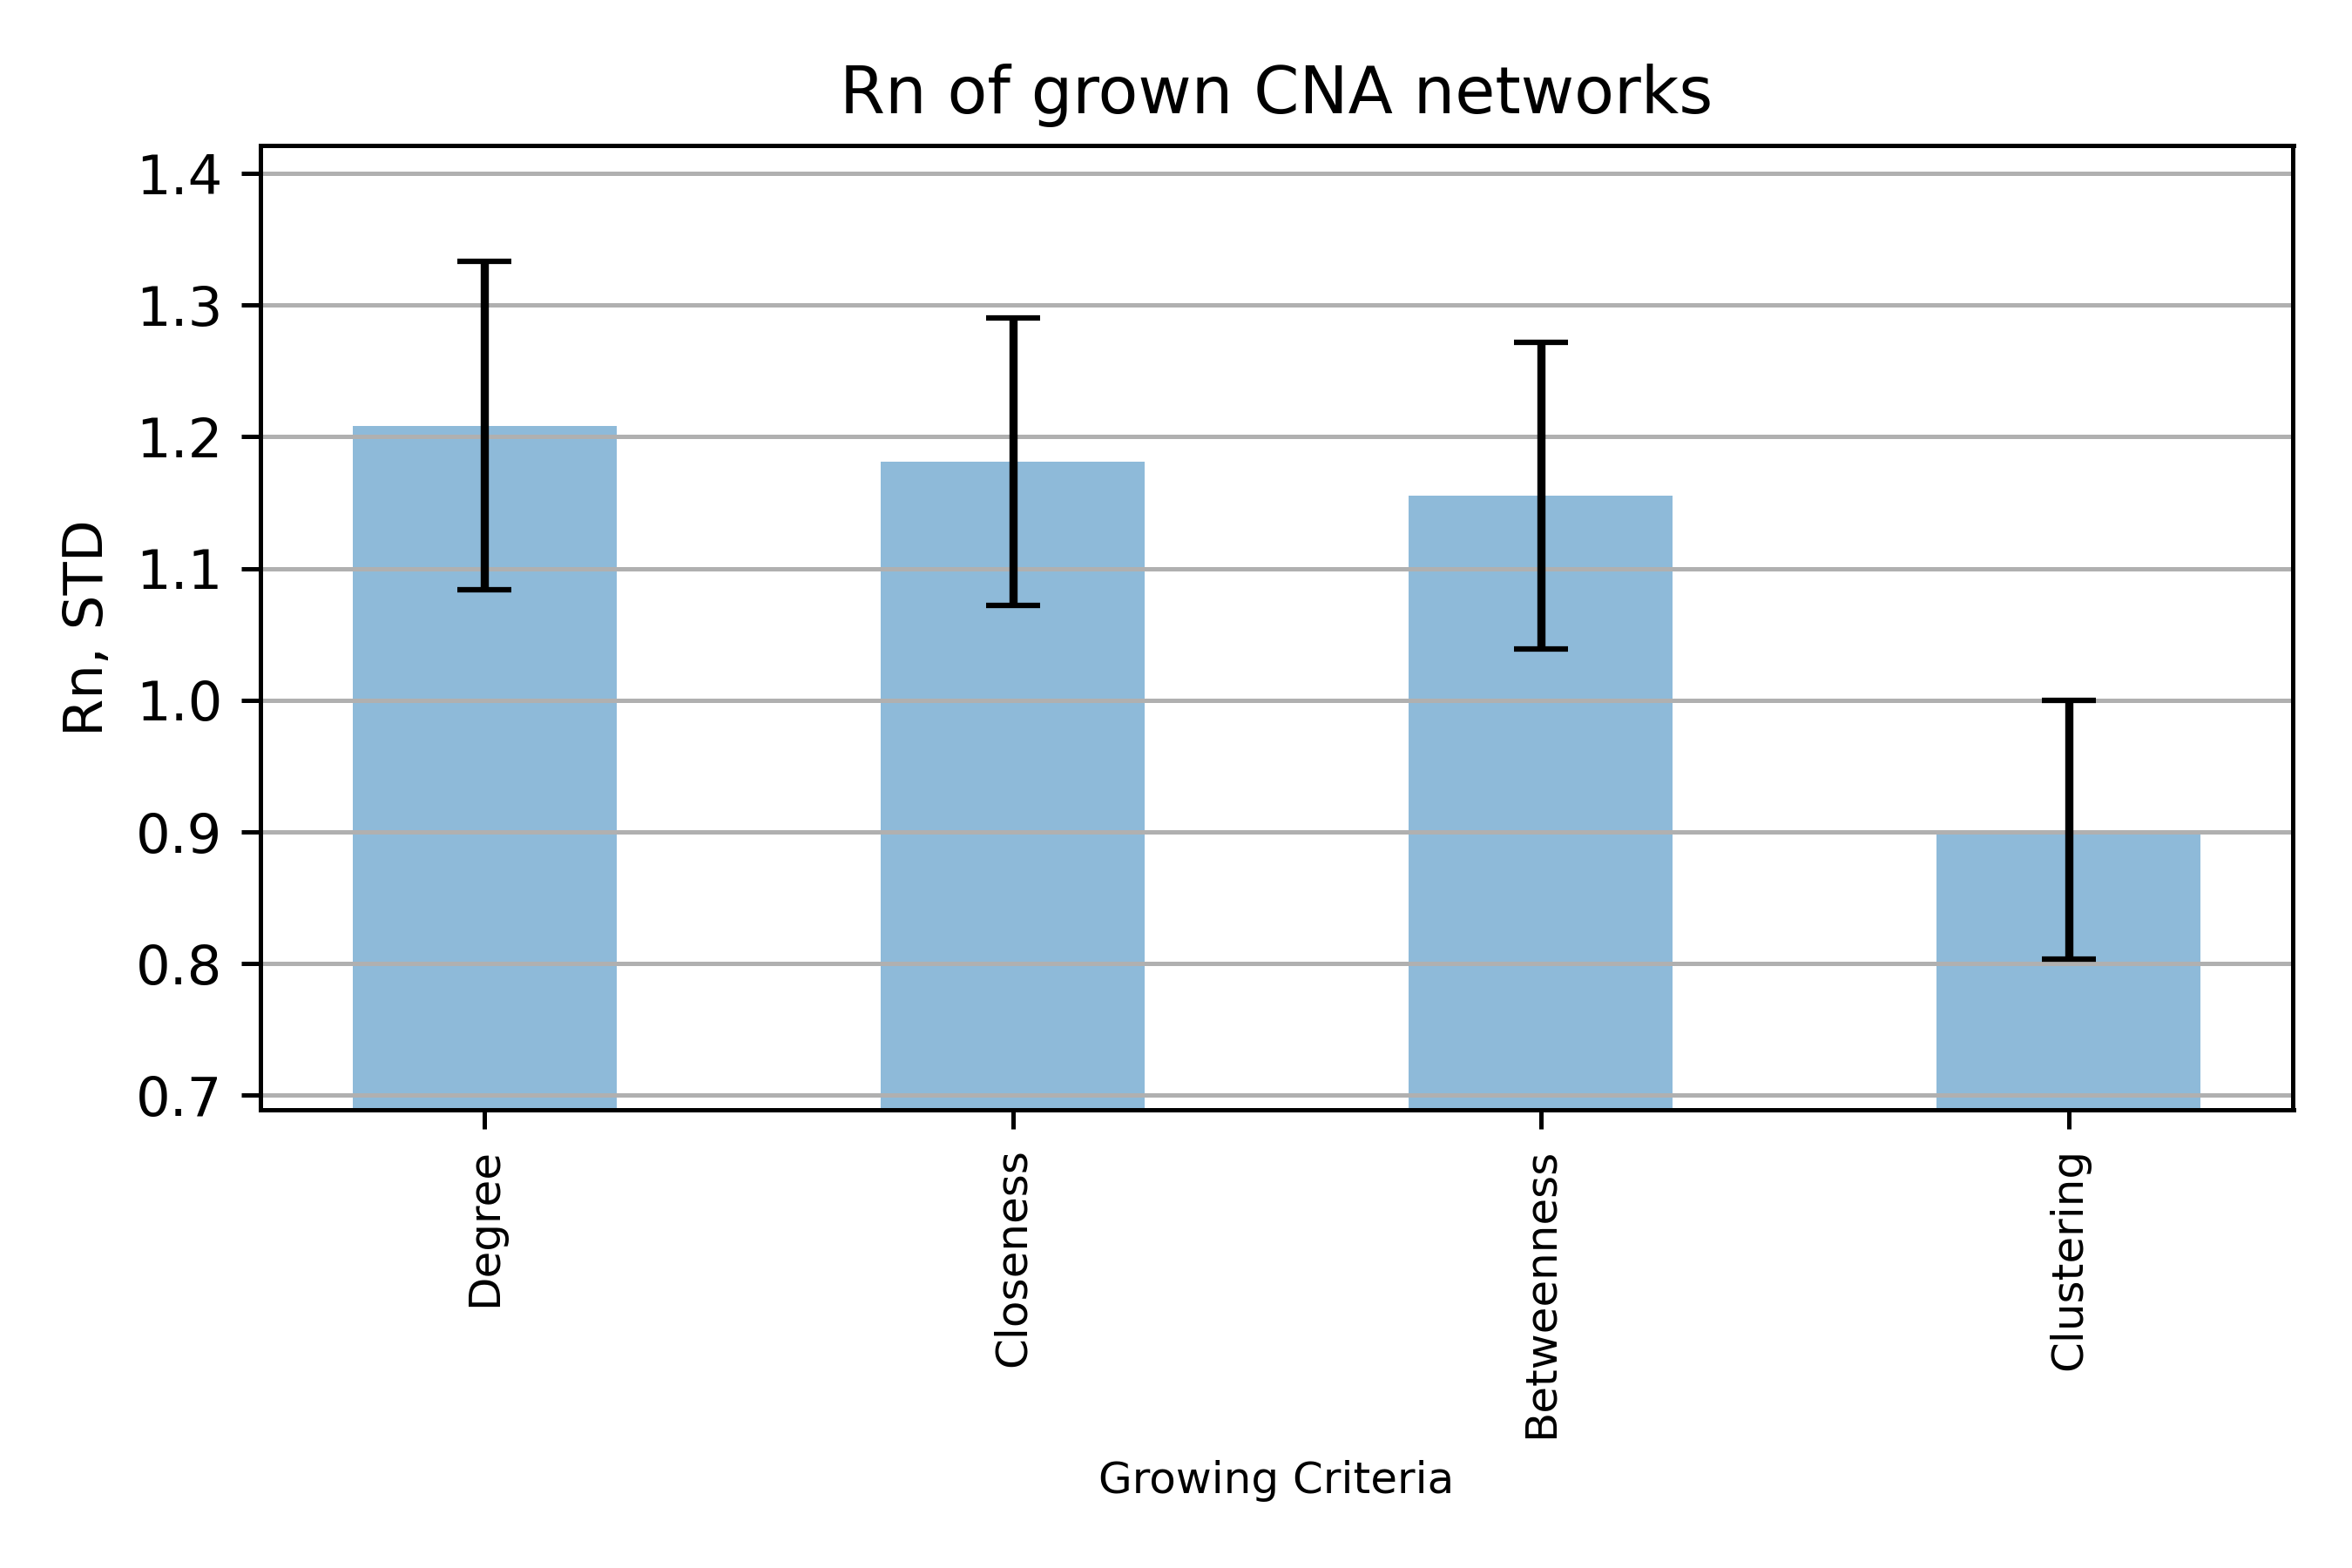 Rn of grown CNA networks
1.4
1.3
1.2
1.1
1.0
0.9
0.8
0.7
Rn, STD
Degree
Closeness
Betweenness
Clustering
Growing Criteria